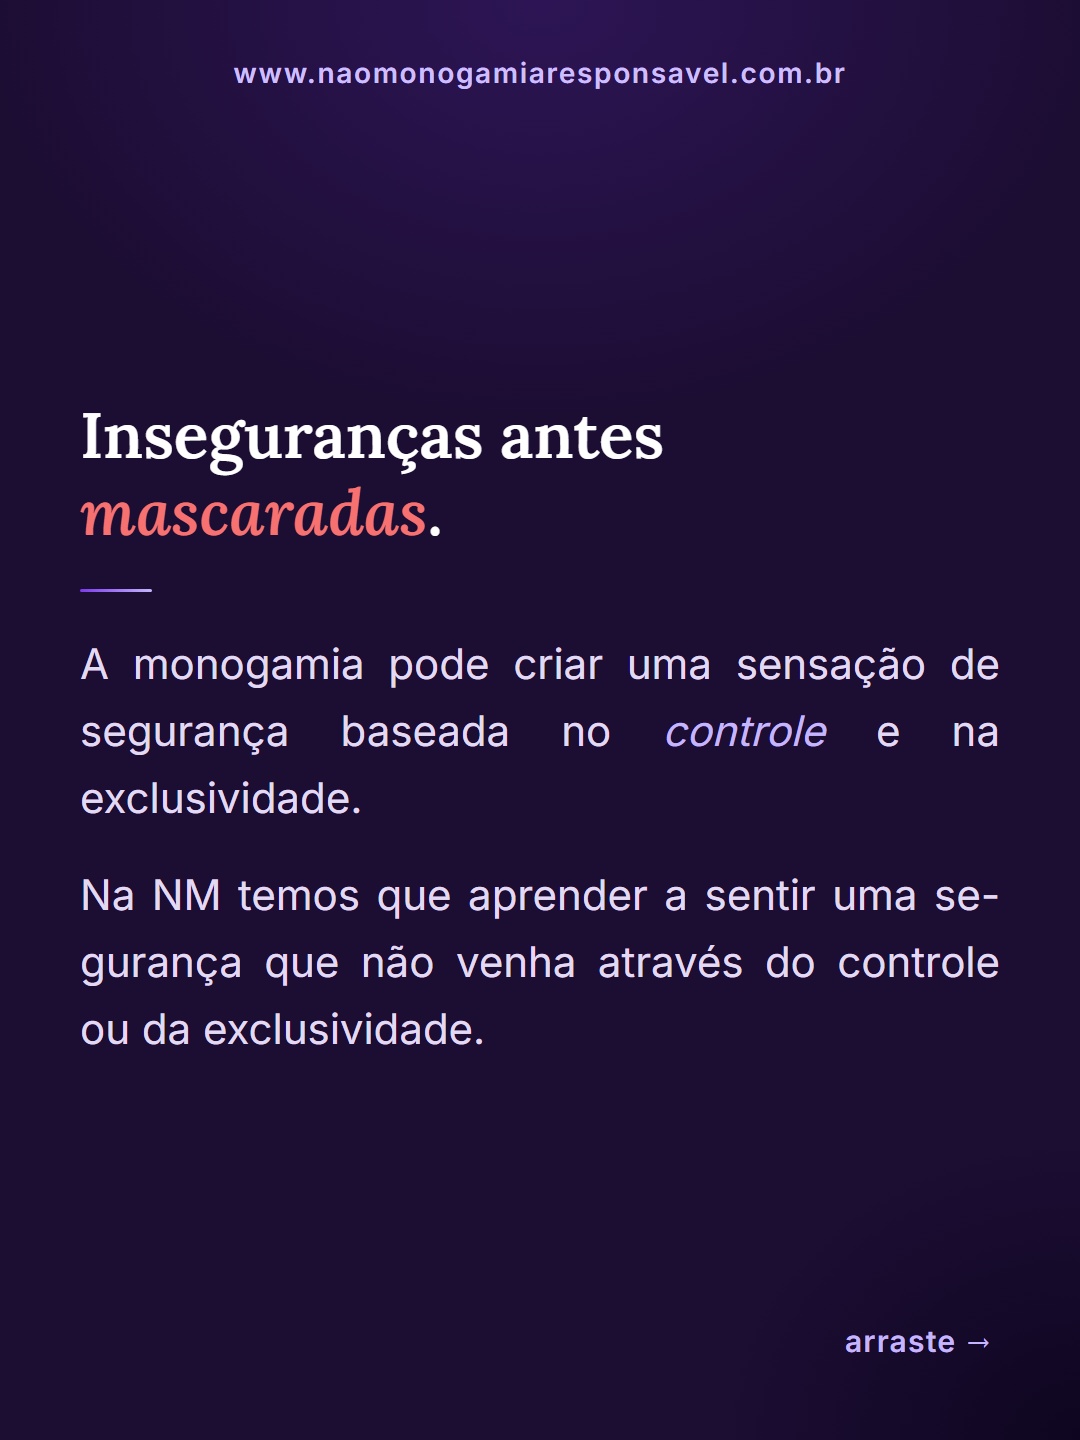 www.naomonogamiaresponsavel.com.br
Inseguranças antes
mascaradas.
A monogamia pode criar uma sensação de
segurança baseada no controle e na
exclusividade.
Na NM temos que aprender a sentir uma se-
gurança que não venha através do controle
ou da exclusividade.
arraste →